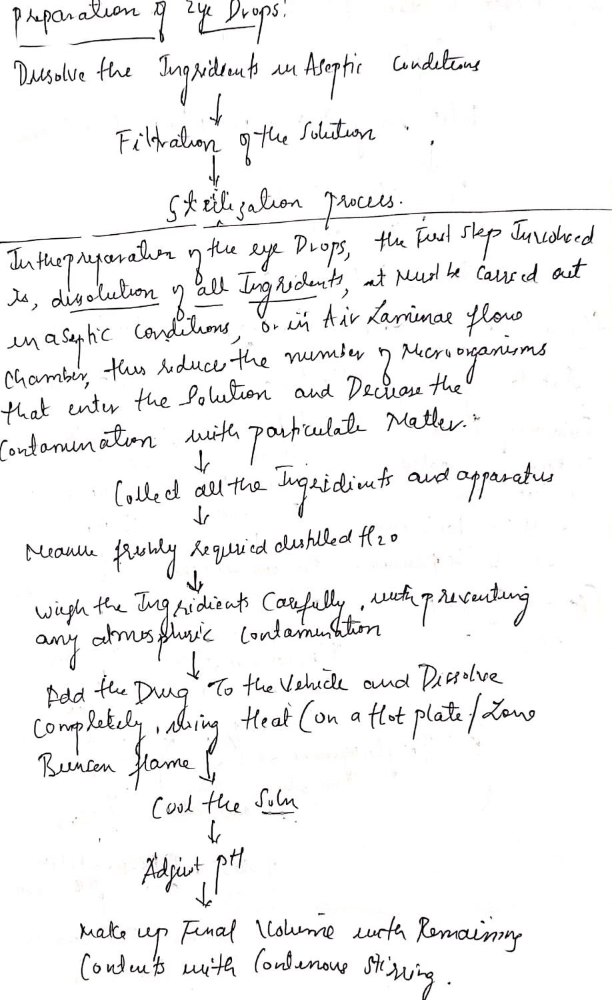 Preparation of Eye Drops:
Dissolve the Ingridients in Aseptic Conditions
↓
Filtration of the Solution
↓
Sterilization process.
In the preparation of the eye Drops, the First step Involved
is, dissolution of all Ingridents, it Must be carried out
in aseptic conditions, or in Air Laminae flow
Chamber, thus reduces the number of Microorganisms
that enter the Solution and Decrease the
Contamination with particulate Matter.
↓
Collect all the Ingridients and apparatus
↓
Measure freshly required distilled H2O
↓
Wiegh the Ingridients Carefully, with preventing
any atmospheric Contamination
↓
Add the Drug To the Vehicle and Dissolve
Completely, using Heat (on a Hot plate / Low
Bunsen flame)
↓
Cool the Soln
↓
Adjust pH
↓
Make up Final Volume with Remaining
Contents with Continous Stirring.